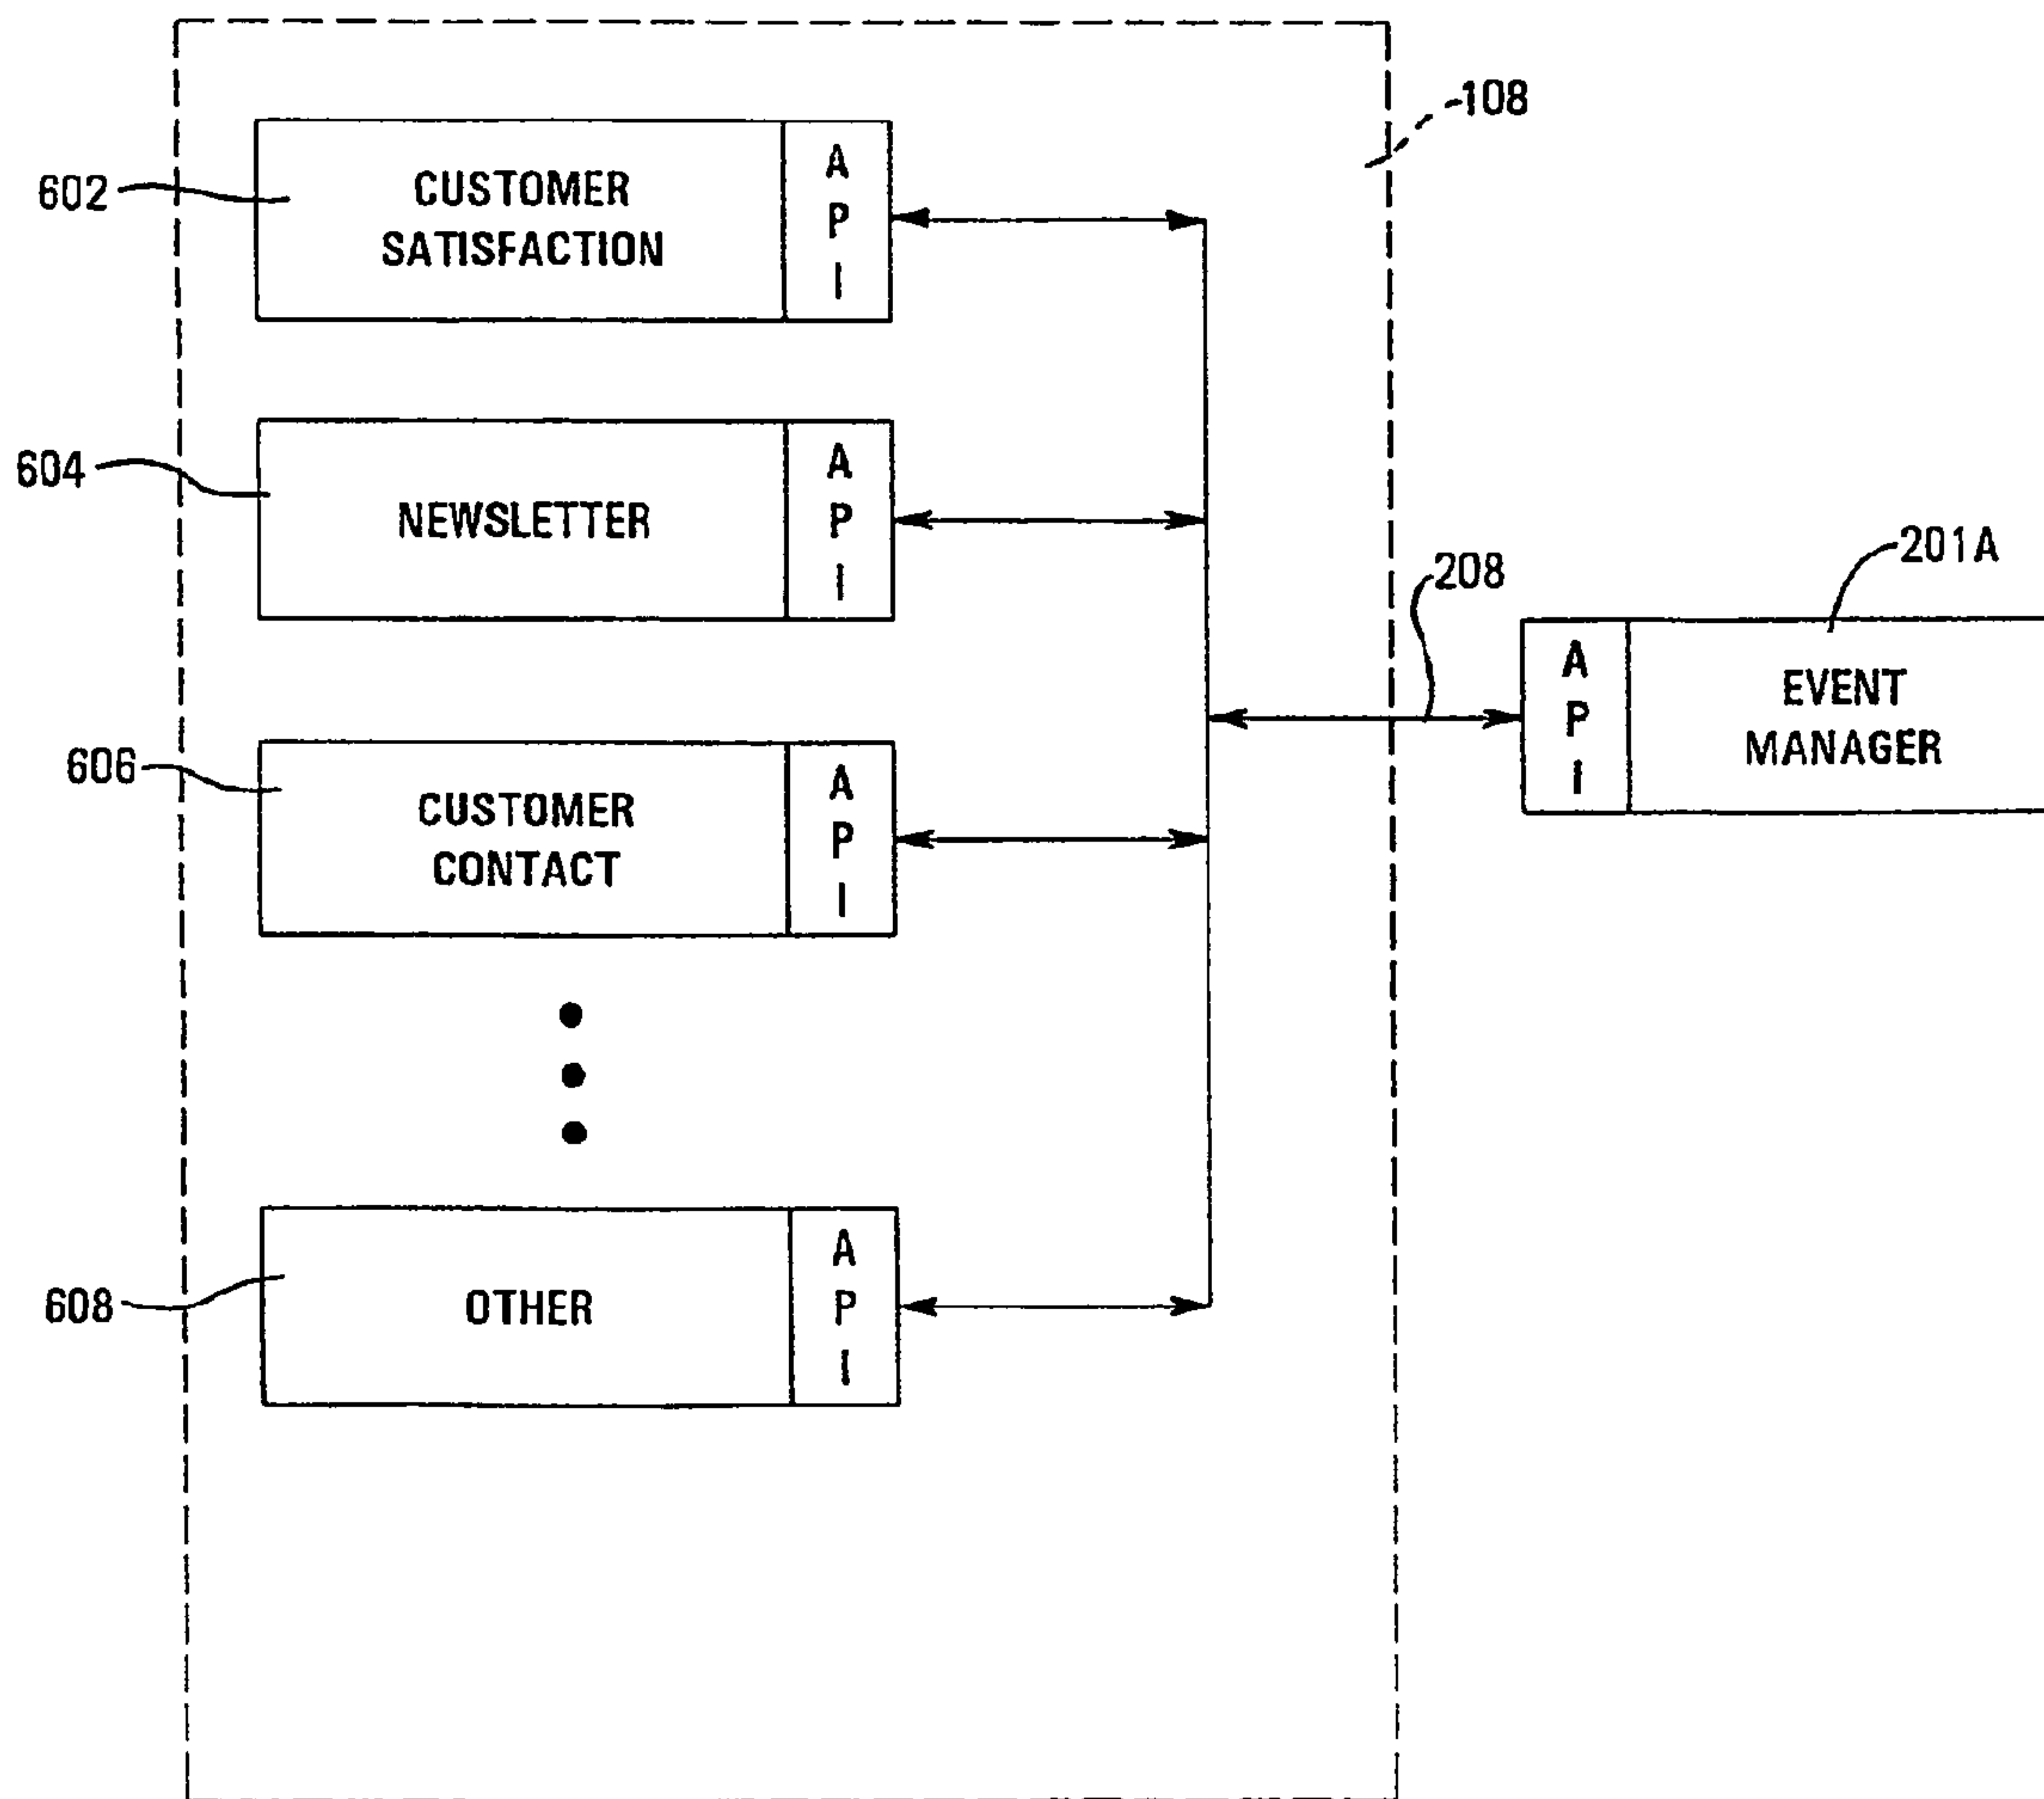 108
602
CUSTOMER
SATISFACTION
A
P
I
604
NEWSLETTER
A
P
I
208
201A
A
P
I
EVENT
MANAGER
606
CUSTOMER
CONTACT
A
P
I
608
OTHER
A
P
I